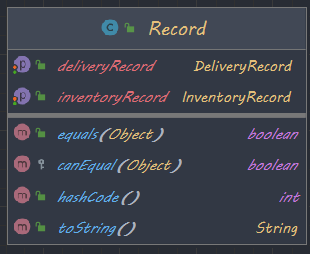 C Record
p deliveryRecord DeliveryRecord
p inventoryRecord InventoryRecord
m equals(Object) boolean
m canEqual(Object) boolean
m hashCode() int
m toString() String